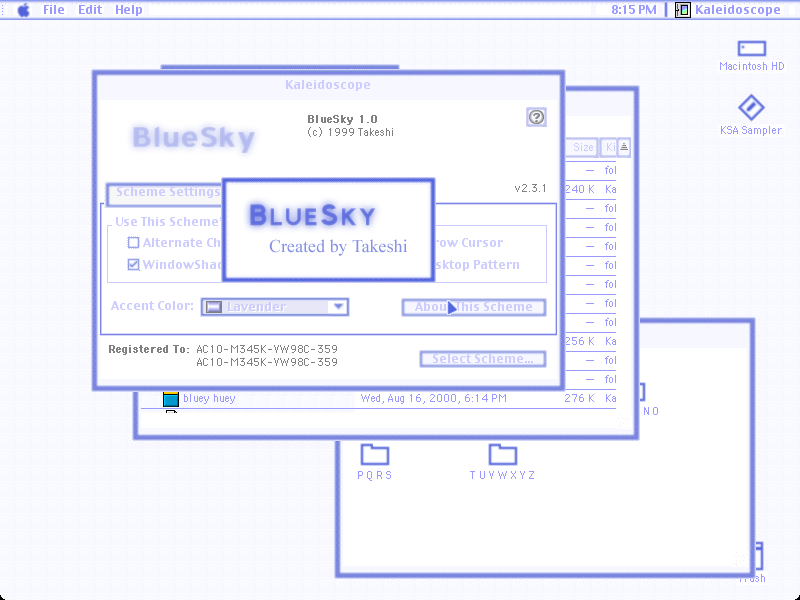 File Edit Help
8:15 PM
Kaleidoscope
Macintosh HD
KSA Sampler
Kaleidoscope
BlueSky
BlueSky 1.0
(c) 1999 Takeshi
?
v2.3.1
Scheme Settings
Use This Scheme'
Alternate Ch
row Cursor
WindowShad
sktop Pattern
BLUESKY
Created by Takeshi
Accent Color:
Lavender
About This Scheme
Registered To: AC10-M345K-VW98C-359
AC10-M345K-VW98C-359
Select Scheme...
Size Ki
— fol
240 K Ka
— fol
— fol
— fol
— fol
— fol
— fol
— fol
256 K Ka
— fol
— fol
bluey huey Wed, Aug 16, 2000, 6:14 PM 276 K Ka
N O
P Q R S
T U V W X Y Z